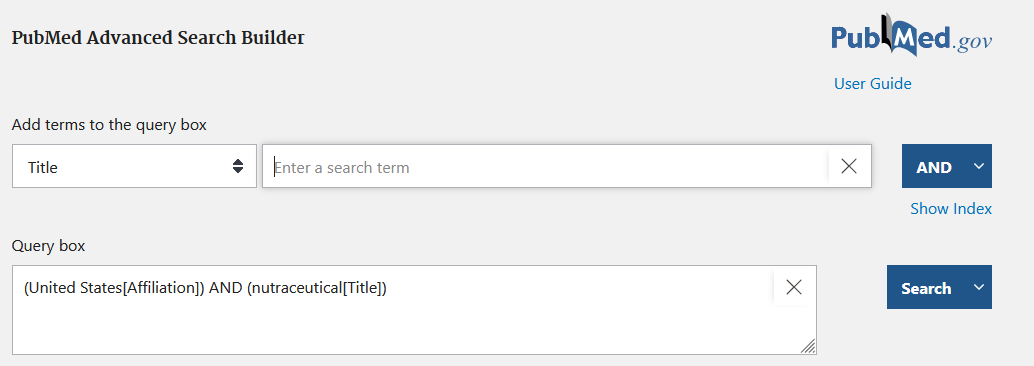 PubMed Advanced Search Builder
PubMed.gov
User Guide
Add terms to the query box
Title
Enter a search term
AND
Show Index
Query box
(United States[Affiliation]) AND (nutraceutical[Title])
Search